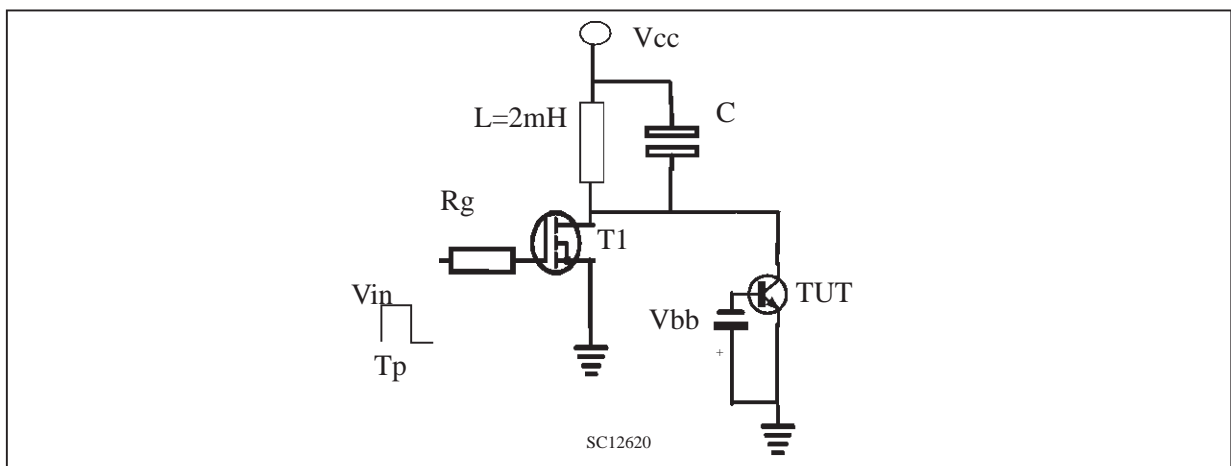 Vcc
L=2mH
C
Rg
T1
Vin
TUT
Vbb
+
Tp
SC12620